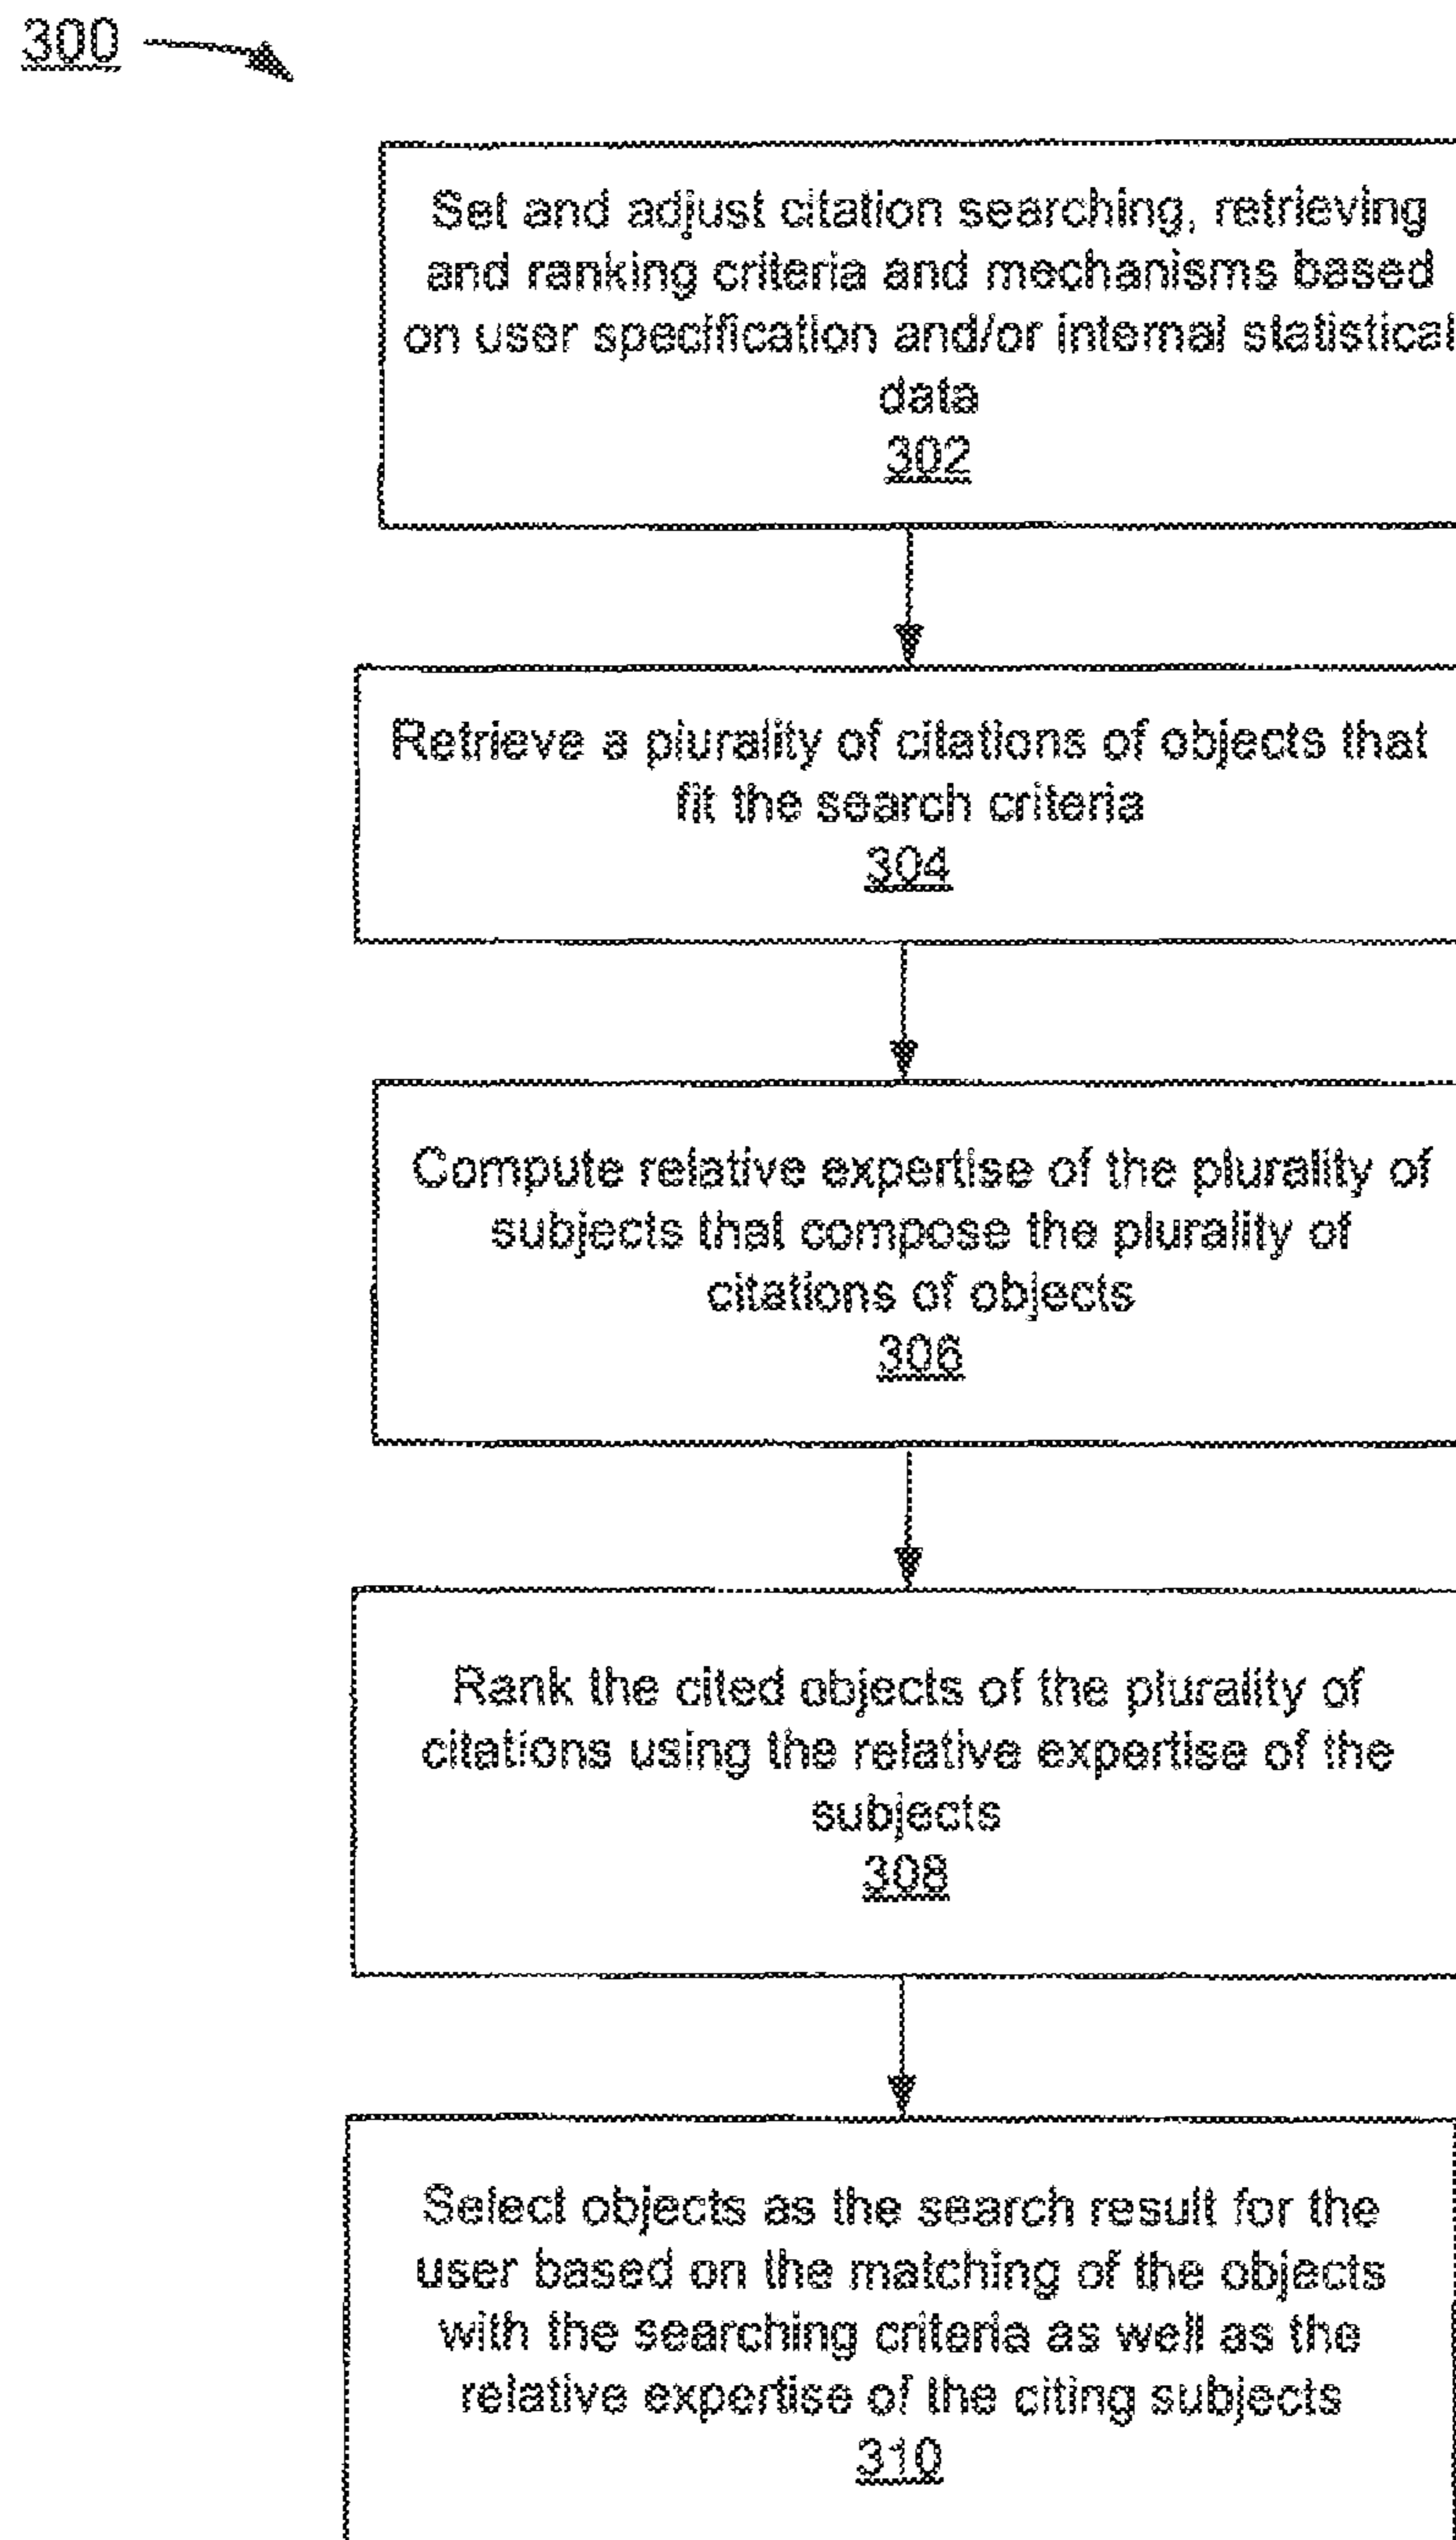 300
Set and adjust citation searching, retrieving
and ranking criteria and mechanisms based
on user specification and/or internal statistical
data
302
Retrieve a plurality of citations of objects that
fit the search criteria
304
Compute relative expertise of the plurality of
subjects that compose the plurality of
citations of objects
306
Rank the cited objects of the plurality of
citations using the relative expertise of the
subjects
308
Select objects as the search result for the
user based on the matching of the objects
with the searching criteria as well as the
relative expertise of the citing subjects
310